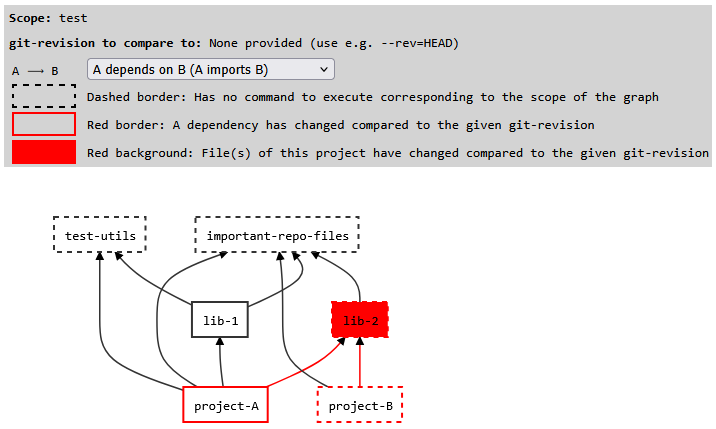 Scope: test
git-revision to compare to: None provided (use e.g. --rev=HEAD)
A → B A depends on B (A imports B)
Dashed border: Has no command to execute corresponding to the scope of the graph
Red border: A dependency has changed compared to the given git-revision
Red background: File(s) of this project have changed compared to the given git-revision
test-utils important-repo-files
lib-1 lib-2
project-A project-B